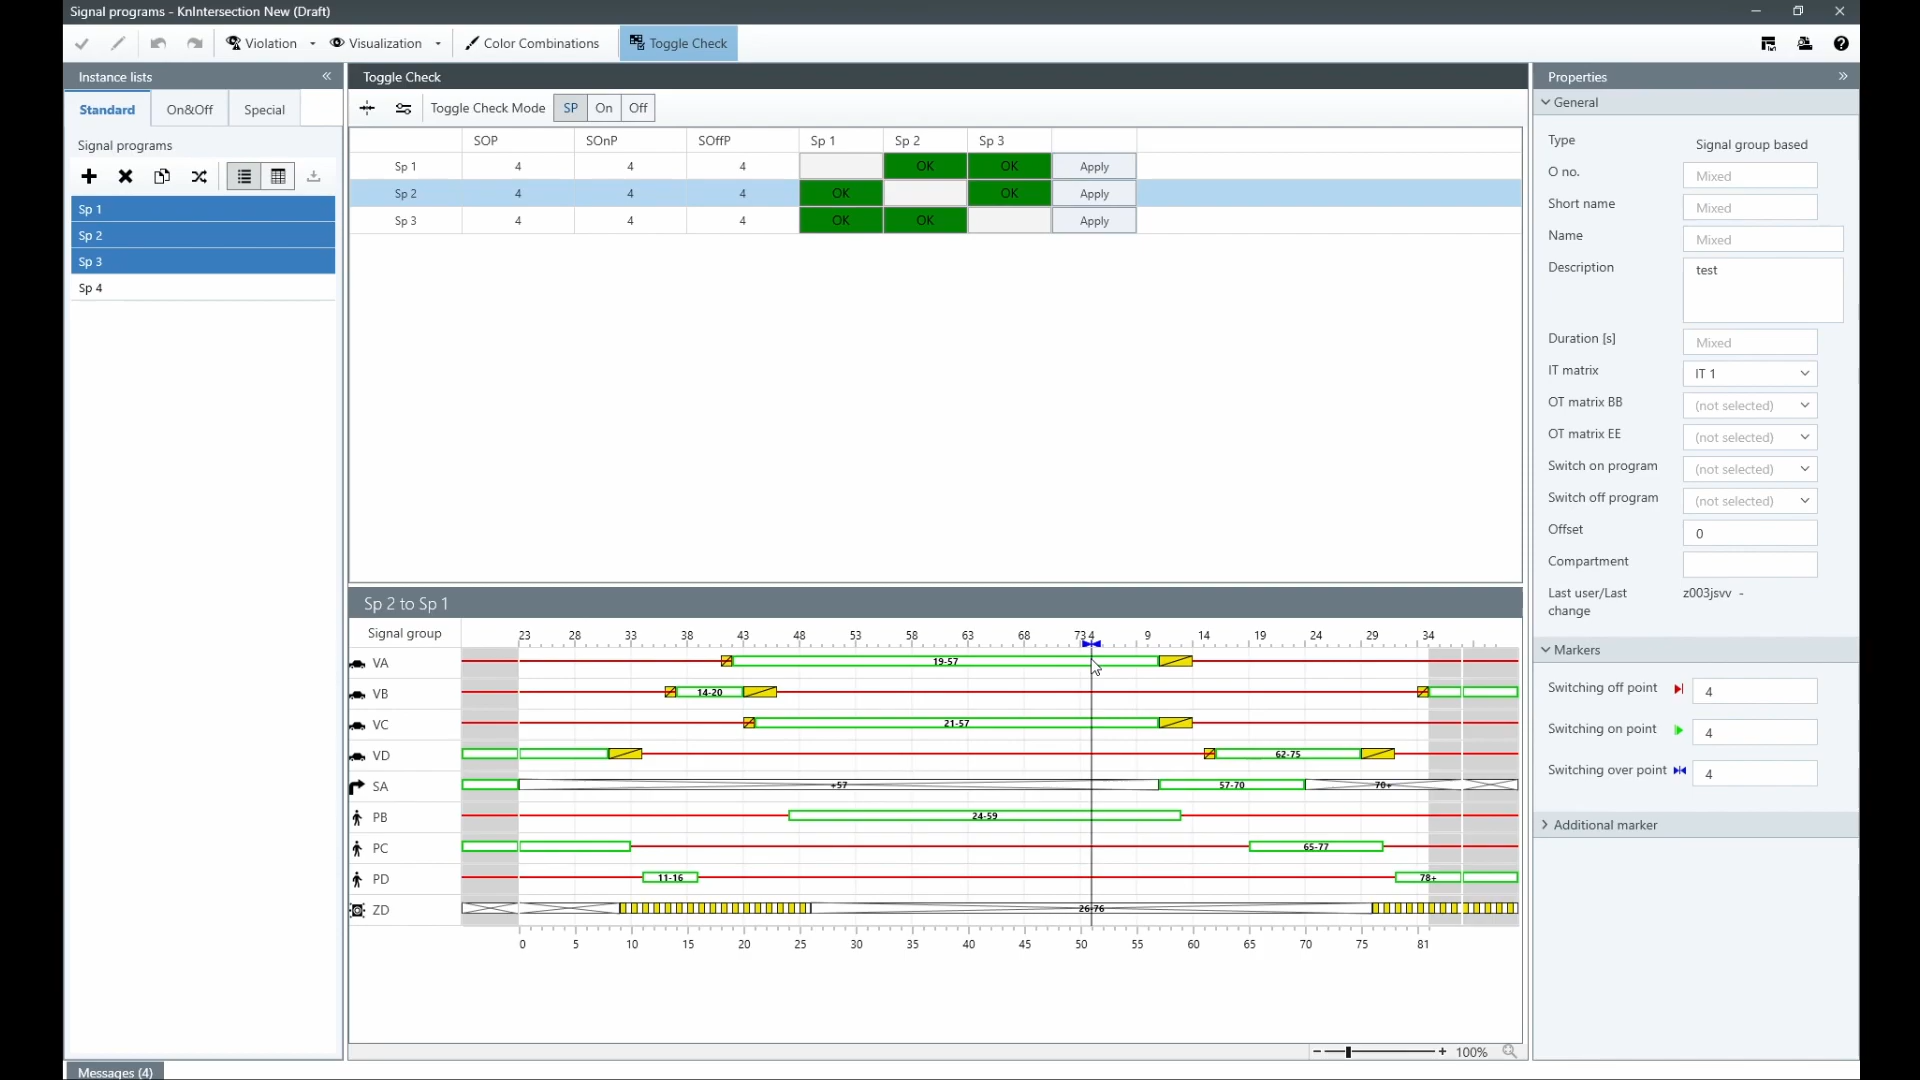 Signal programs - KnIntersection New (Draft)
Violation Visualization Color Combinations Toggle Check
Instance lists
Standard On&Off Special
Signal programs
Sp 1
Sp 2
Sp 3
Sp 4
Toggle Check
Toggle Check Mode SP On Off
SOP SOnP SOffP Sp 1 Sp 2 Sp 3
Sp 1 4 4 4 OK OK Apply
Sp 2 4 4 4 OK OK Apply
Sp 3 4 4 4 OK OK Apply
Sp 2 to Sp 1
Signal group 23 28 33 38 43 48 53 58 63 68 73 4 9 14 19 24 29 34
VA 19-57
VB 14-20
VC 21-57
VD 62-75
SA +57 57-70 70+
PB 24-59
PC 65-77
PD 11-16 78+
ZD 26-76
0 5 10 15 20 25 30 35 40 45 50 55 60 65 70 75 81
100%
Properties
General
Type Signal group based
O no. Mixed
Short name Mixed
Name Mixed
Description test
Duration [s] Mixed
IT matrix IT 1
OT matrix BB (not selected)
OT matrix EE (not selected)
Switch on program (not selected)
Switch off program (not selected)
Offset 0
Compartment
Last user/Last z003jsvv -
change
Markers
Switching off point 4
Switching on point 4
Switching over point 4
Additional marker
Messages (4)